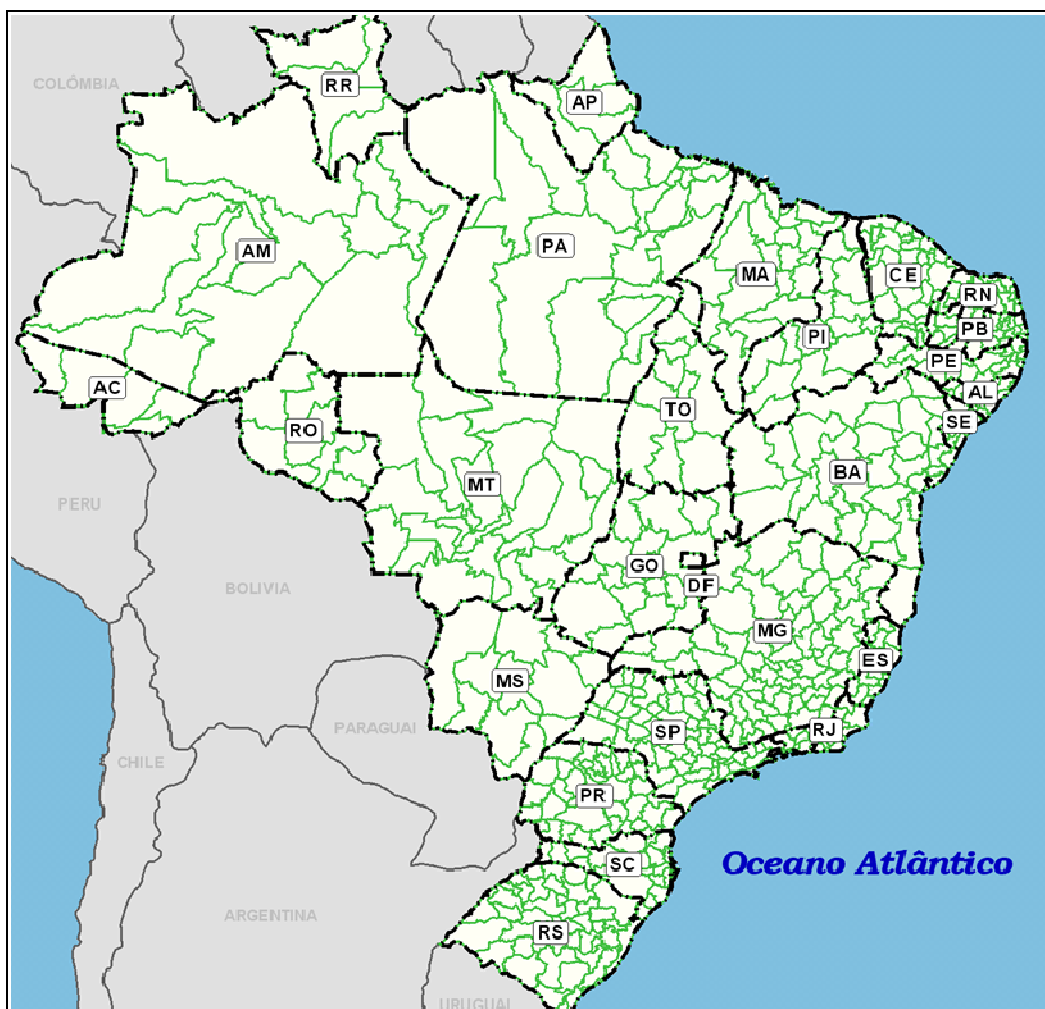 COLÓMBIA
RR
AP
AM
PA
MA
CE
RN
PB
PI
PE
AC
AL
TO
SE
RO
BA
MT
PERU
GO
DF
BOLIVIA
MG
ES
MS
PARAGUAI
SP
RJ
CHILE
PR
SC
Oceano Atlântico
ARGENTINA
RS
URUGUAI